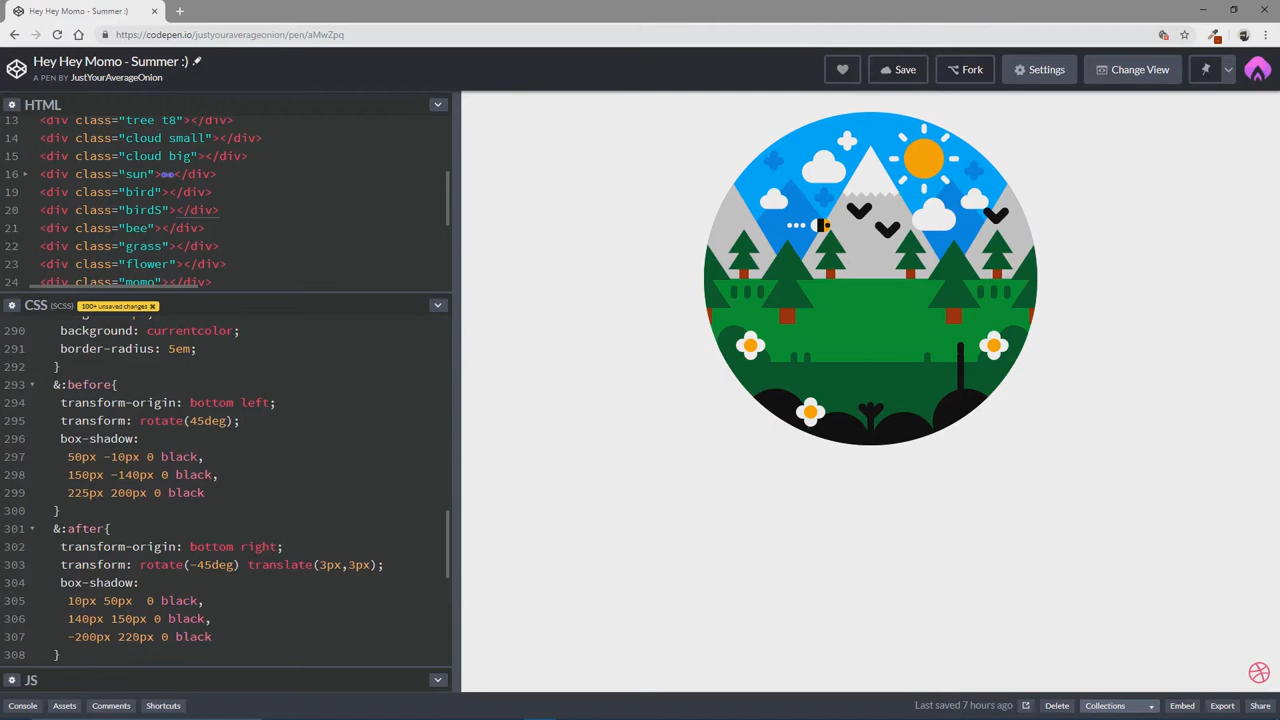 Hey Hey Momo - Summer :)
https://codepen.io/justyouraverageonion/pen/aMwZpq
Hey Hey Momo - Summer :)
A PEN BY JustYourAverageOnion
Save
Fork
Settings
Change View
HTML
13 <div class="tree t8"></div>
14 <div class="cloud small"></div>
15 <div class="cloud big"></div>
16 <div class="sun"></div>
19 <div class="bird"></div>
20 <div class="birdS"></div>
21 <div class="bee"></div>
22 <div class="grass"></div>
23 <div class="flower"></div>
24 <div class="momo"></div>
CSS (SCSS) 100+ unsaved changes ×
290 background: currentcolor;
291 border-radius: 5em;
292 }
293 &:before{
294 transform-origin: bottom left;
295 transform: rotate(45deg);
296 box-shadow:
297 50px -10px 0 black,
298 150px -140px 0 black,
299 225px 200px 0 black
300 }
301 &:after{
302 transform-origin: bottom right;
303 transform: rotate(-45deg) translate(3px,3px);
304 box-shadow:
305 10px 50px  0 black,
306 140px 150px 0 black,
307 -200px 220px 0 black
308 }
JS
Console Assets Comments Shortcuts
Last saved 7 hours ago Delete Collections Embed Export Share